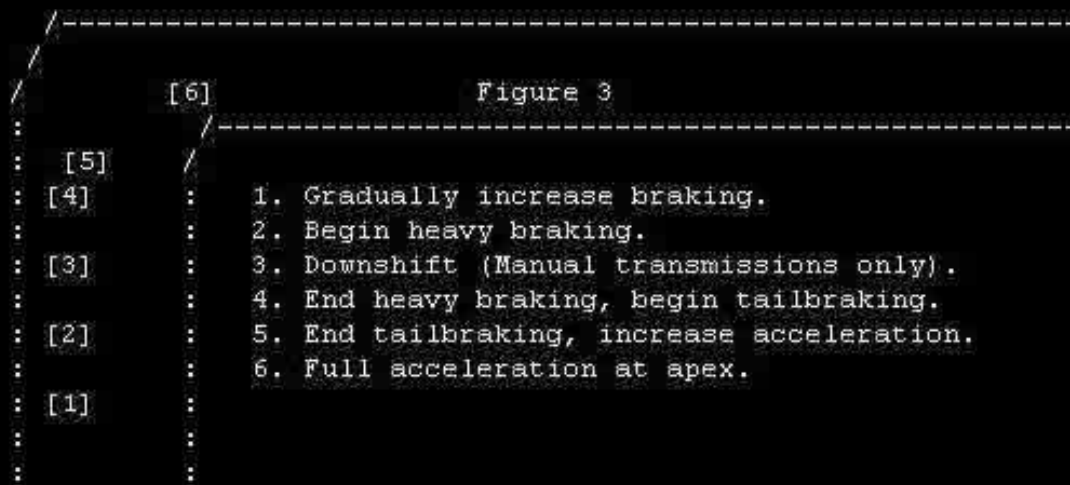 [6] Figure 3
[5]
[4] 1. Gradually increase braking.
2. Begin heavy braking.
[3] 3. Downshift (Manual transmissions only).
4. End heavy braking, begin tailbraking.
[2] 5. End tailbraking, increase acceleration.
6. Full acceleration at apex.
[1]